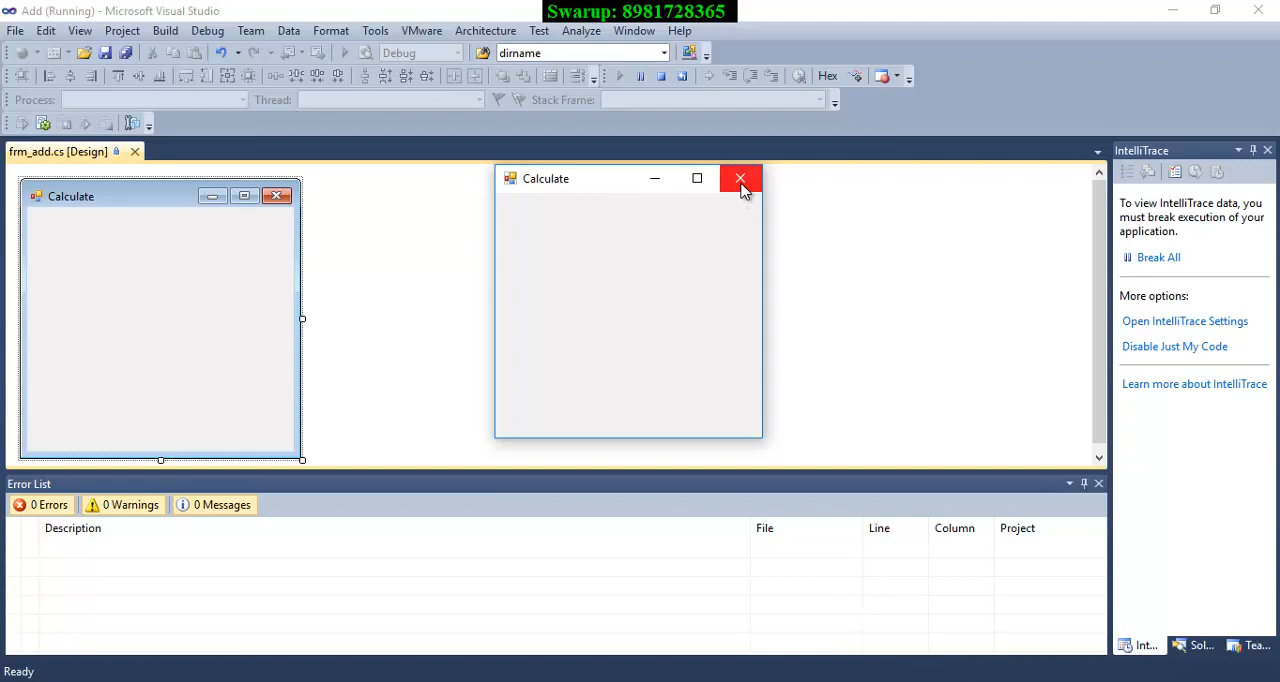 Add (Running) - Microsoft Visual Studio
Swarup: 8981728365
File Edit View Project Build Debug Team Data Format Tools VMware Architecture Test Analyze Window Help
Debug dirname
Hex
Process: Thread: Stack Frame:
frm_add.cs [Design]
Calculate
Calculate
IntelliTrace
To view IntelliTrace data, you
must break execution of your
application.
Break All
More options:
Open IntelliTrace Settings
Disable Just My Code
Learn more about IntelliTrace
Error List
0 Errors 0 Warnings 0 Messages
Description File Line Column Project
Int... Sol... Tea...
Ready